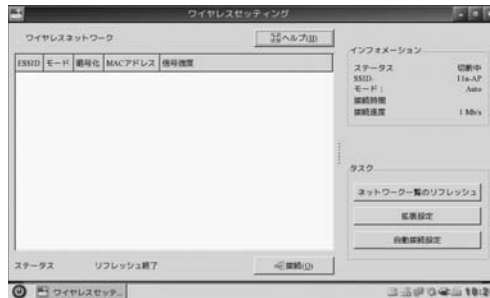 ワイヤレスセッティング
ワイヤレスネットワーク
ヘルプ(H)
ESSID モード 暗号化 MACアドレス 信号強度
インフォメーション
ステータス 切断中
SSID: 11a-AP
モード: Auto
接続時間
接続速度 1 Mb/s
タスク
ネットワーク一覧のリフレッシュ
拡張設定
自動接続設定
ステータス リフレッシュ終了
接続(O)
ワイヤレスセッテ...
18:2